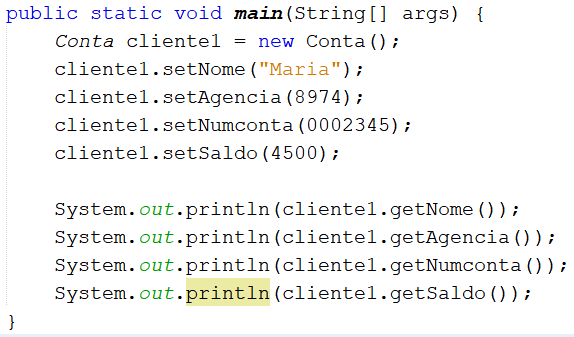 public static void main(String[] args) {
    Conta cliente1 = new Conta();
    cliente1.setNome("Maria");
    cliente1.setAgencia(8974);
    cliente1.setNumconta(0002345);
    cliente1.setSaldo(4500);

    System.out.println(cliente1.getNome());
    System.out.println(cliente1.getAgencia());
    System.out.println(cliente1.getNumconta());
    System.out.println(cliente1.getSaldo());
}